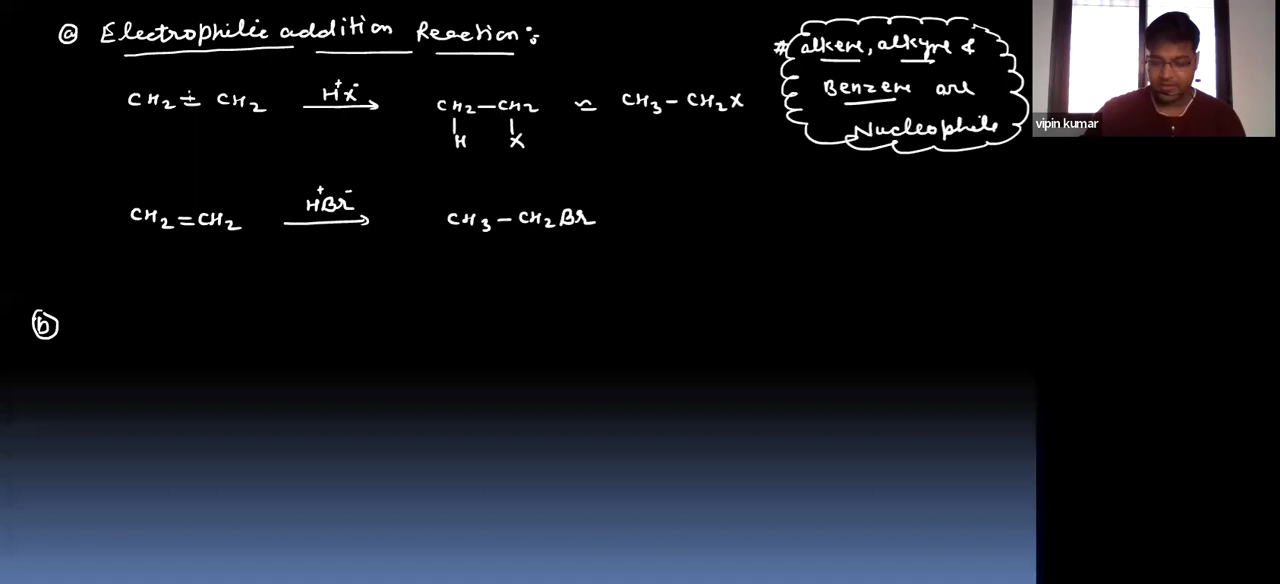 ⓐ Electrophilic addition Reaction:
CH₂ = CH₂ H⁺X⁻ → CH₂—CH₂ ≃ CH₃ – CH₂X
H X
CH₂=CH₂ H⁺Br⁻ → CH₃ – CH₂Br
ⓑ
* alkene, alkyne &
Benzene are
Nucleophile
vipin kumar